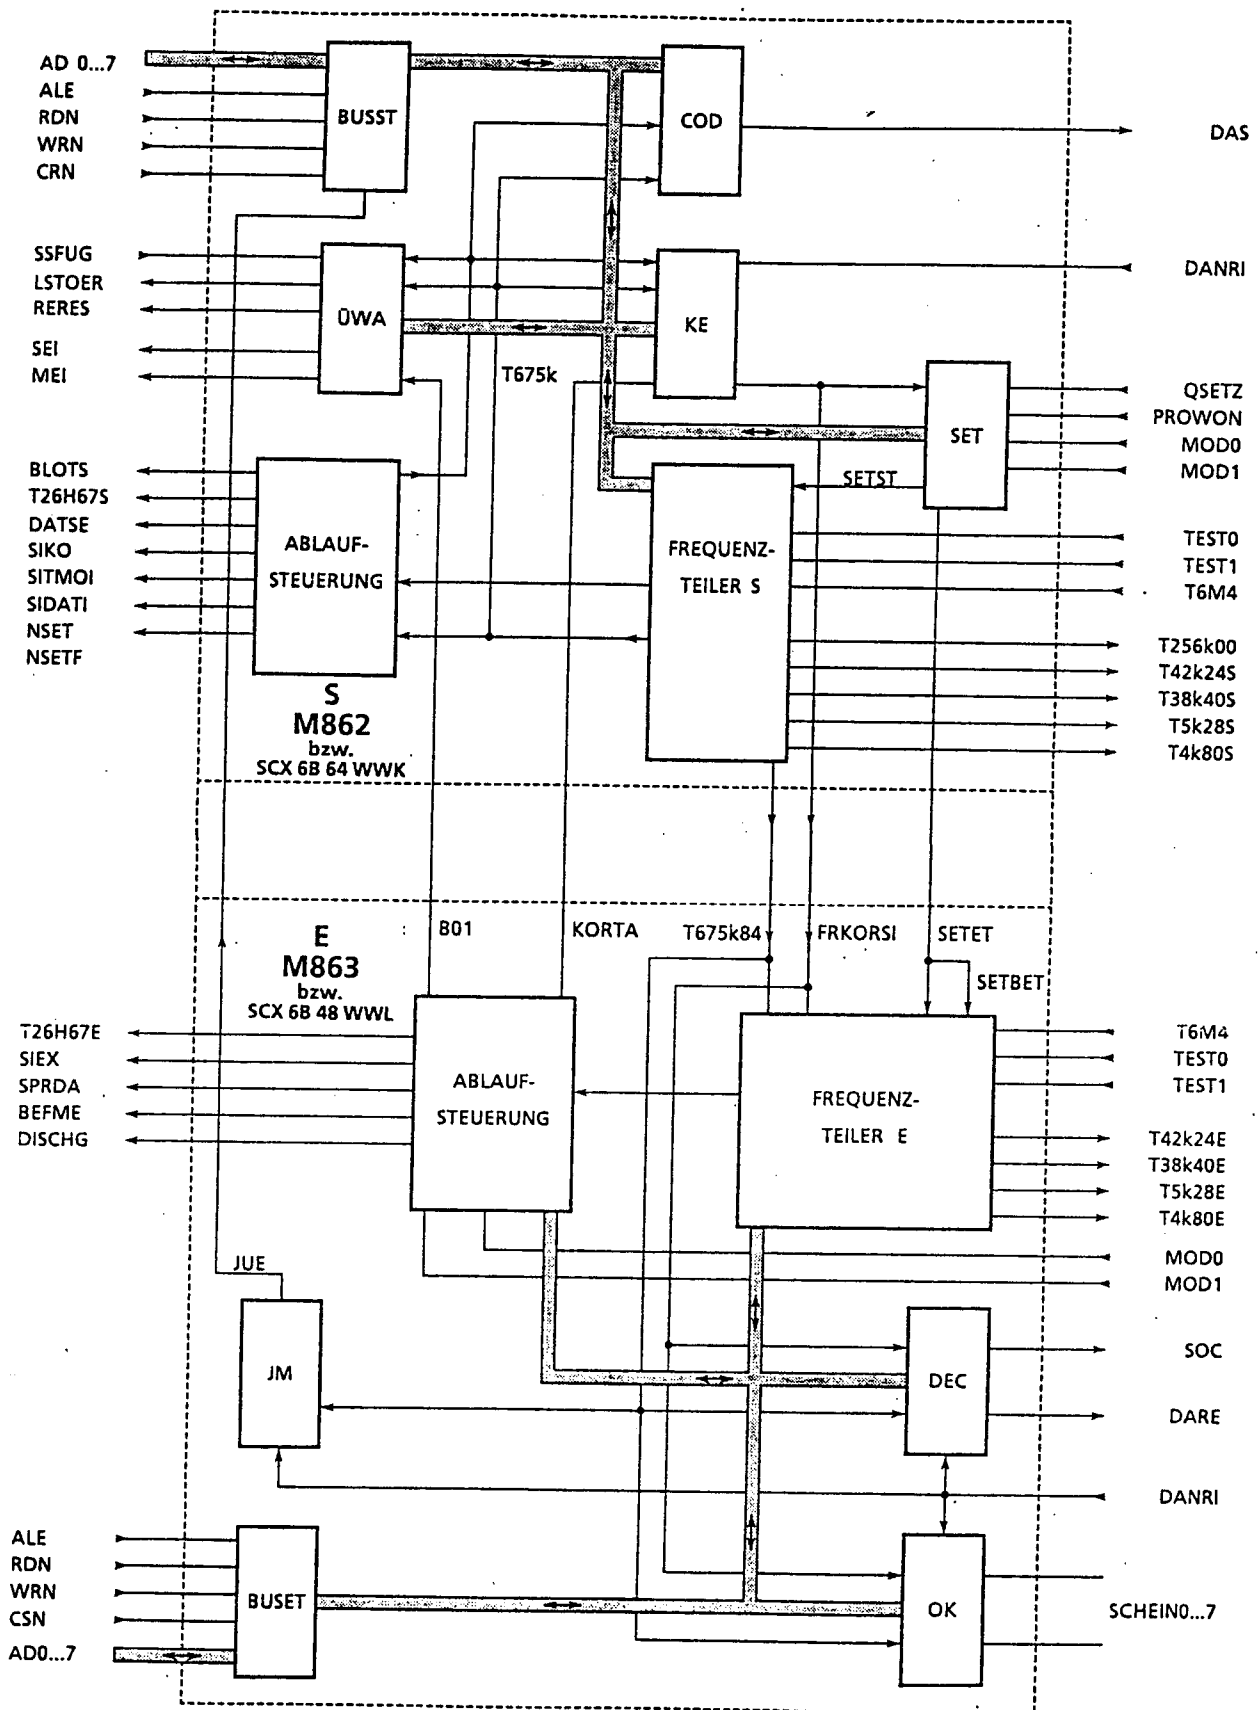 AD 0...7
ALE
RDN
WRN
CRN
BUSST
COD
DAS
SSFUG
LSTOER
RERES
SEI
MEI
ÜWA
T675k
KE
DANRI
SET
QSETZ
PROWON
MOD0
MOD1
SETST
BLOTS
T26H67S
DATSE
SIKO
SITMOI
SIDATI
NSET
NSETF
ABLAUF-
STEUERUNG
FREQUENZ-
TEILER S
TEST0
TEST1
T6M4
T256k00
T42k24S
T38k40S
T5k28S
T4k80S
S
M862
bzw.
SCX 6B 64 WWK
E
M863
bzw.
SCX 6B 48 WWL
B01
KORTA
T675k84
FRKORSI
SETET
SETBET
T26H67E
SIEX
SPRDA
BEFME
DISCHG
ABLAUF-
STEUERUNG
FREQUENZ-
TEILER E
T6M4
TEST0
TEST1
T42k24E
T38k40E
T5k28E
T4k80E
MOD0
MOD1
JUE
JM
DEC
SOC
DARE
DANRI
ALE
RDN
WRN
CSN
AD0...7
BUSET
OK
SCHEIN0...7